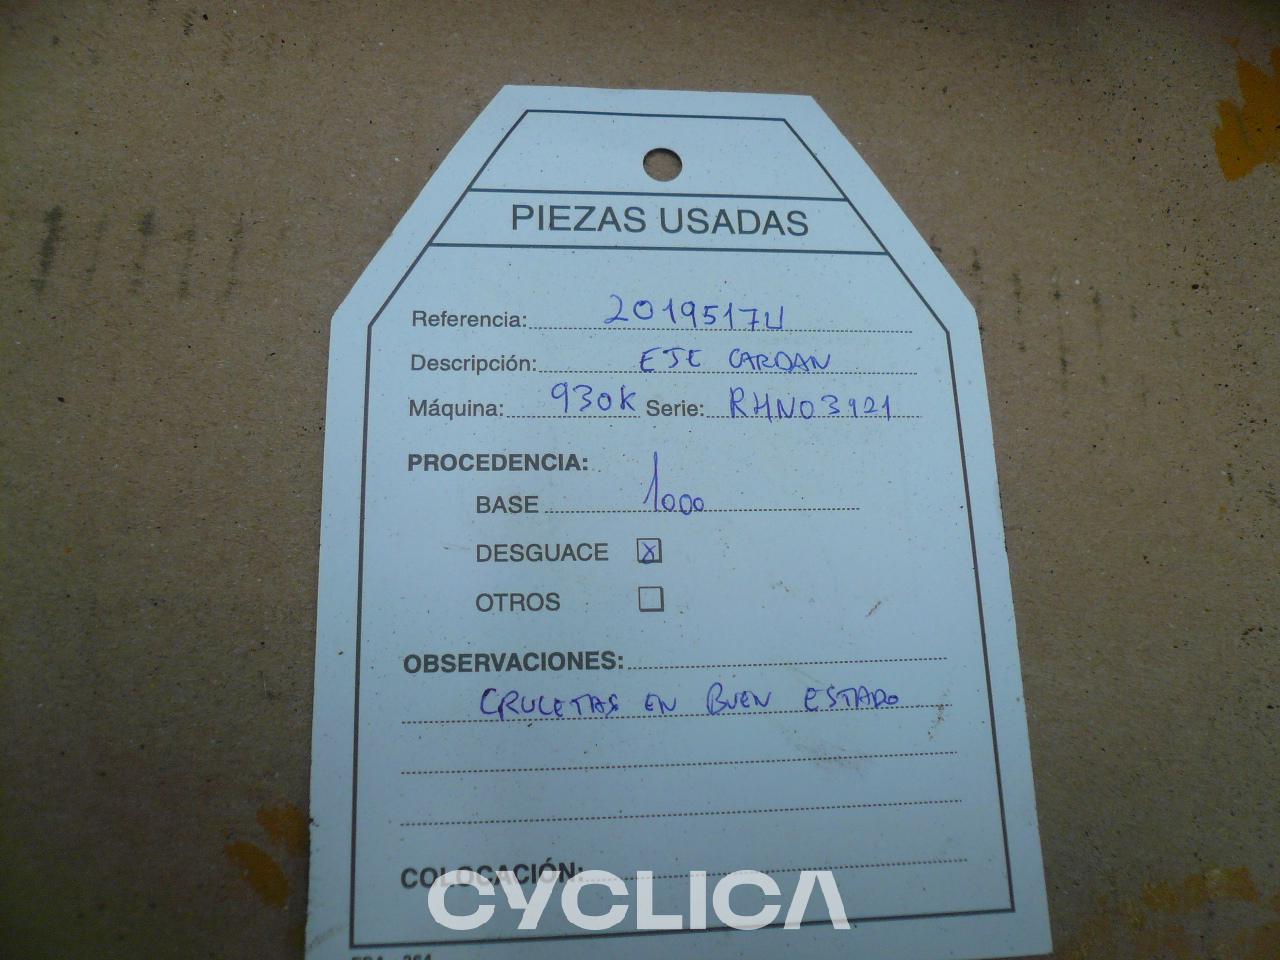 PIEZAS USADAS
Referencia: 2019517U
Descripción: EJE CARDAN
Máquina: 930K Serie: RHN03921
PROCEDENCIA:
BASE 1000
DESGUACE X
OTROS
OBSERVACIONES:
CRUCETAS EN BUEN ESTADO
COLOCACIÓN:
CYCLICA